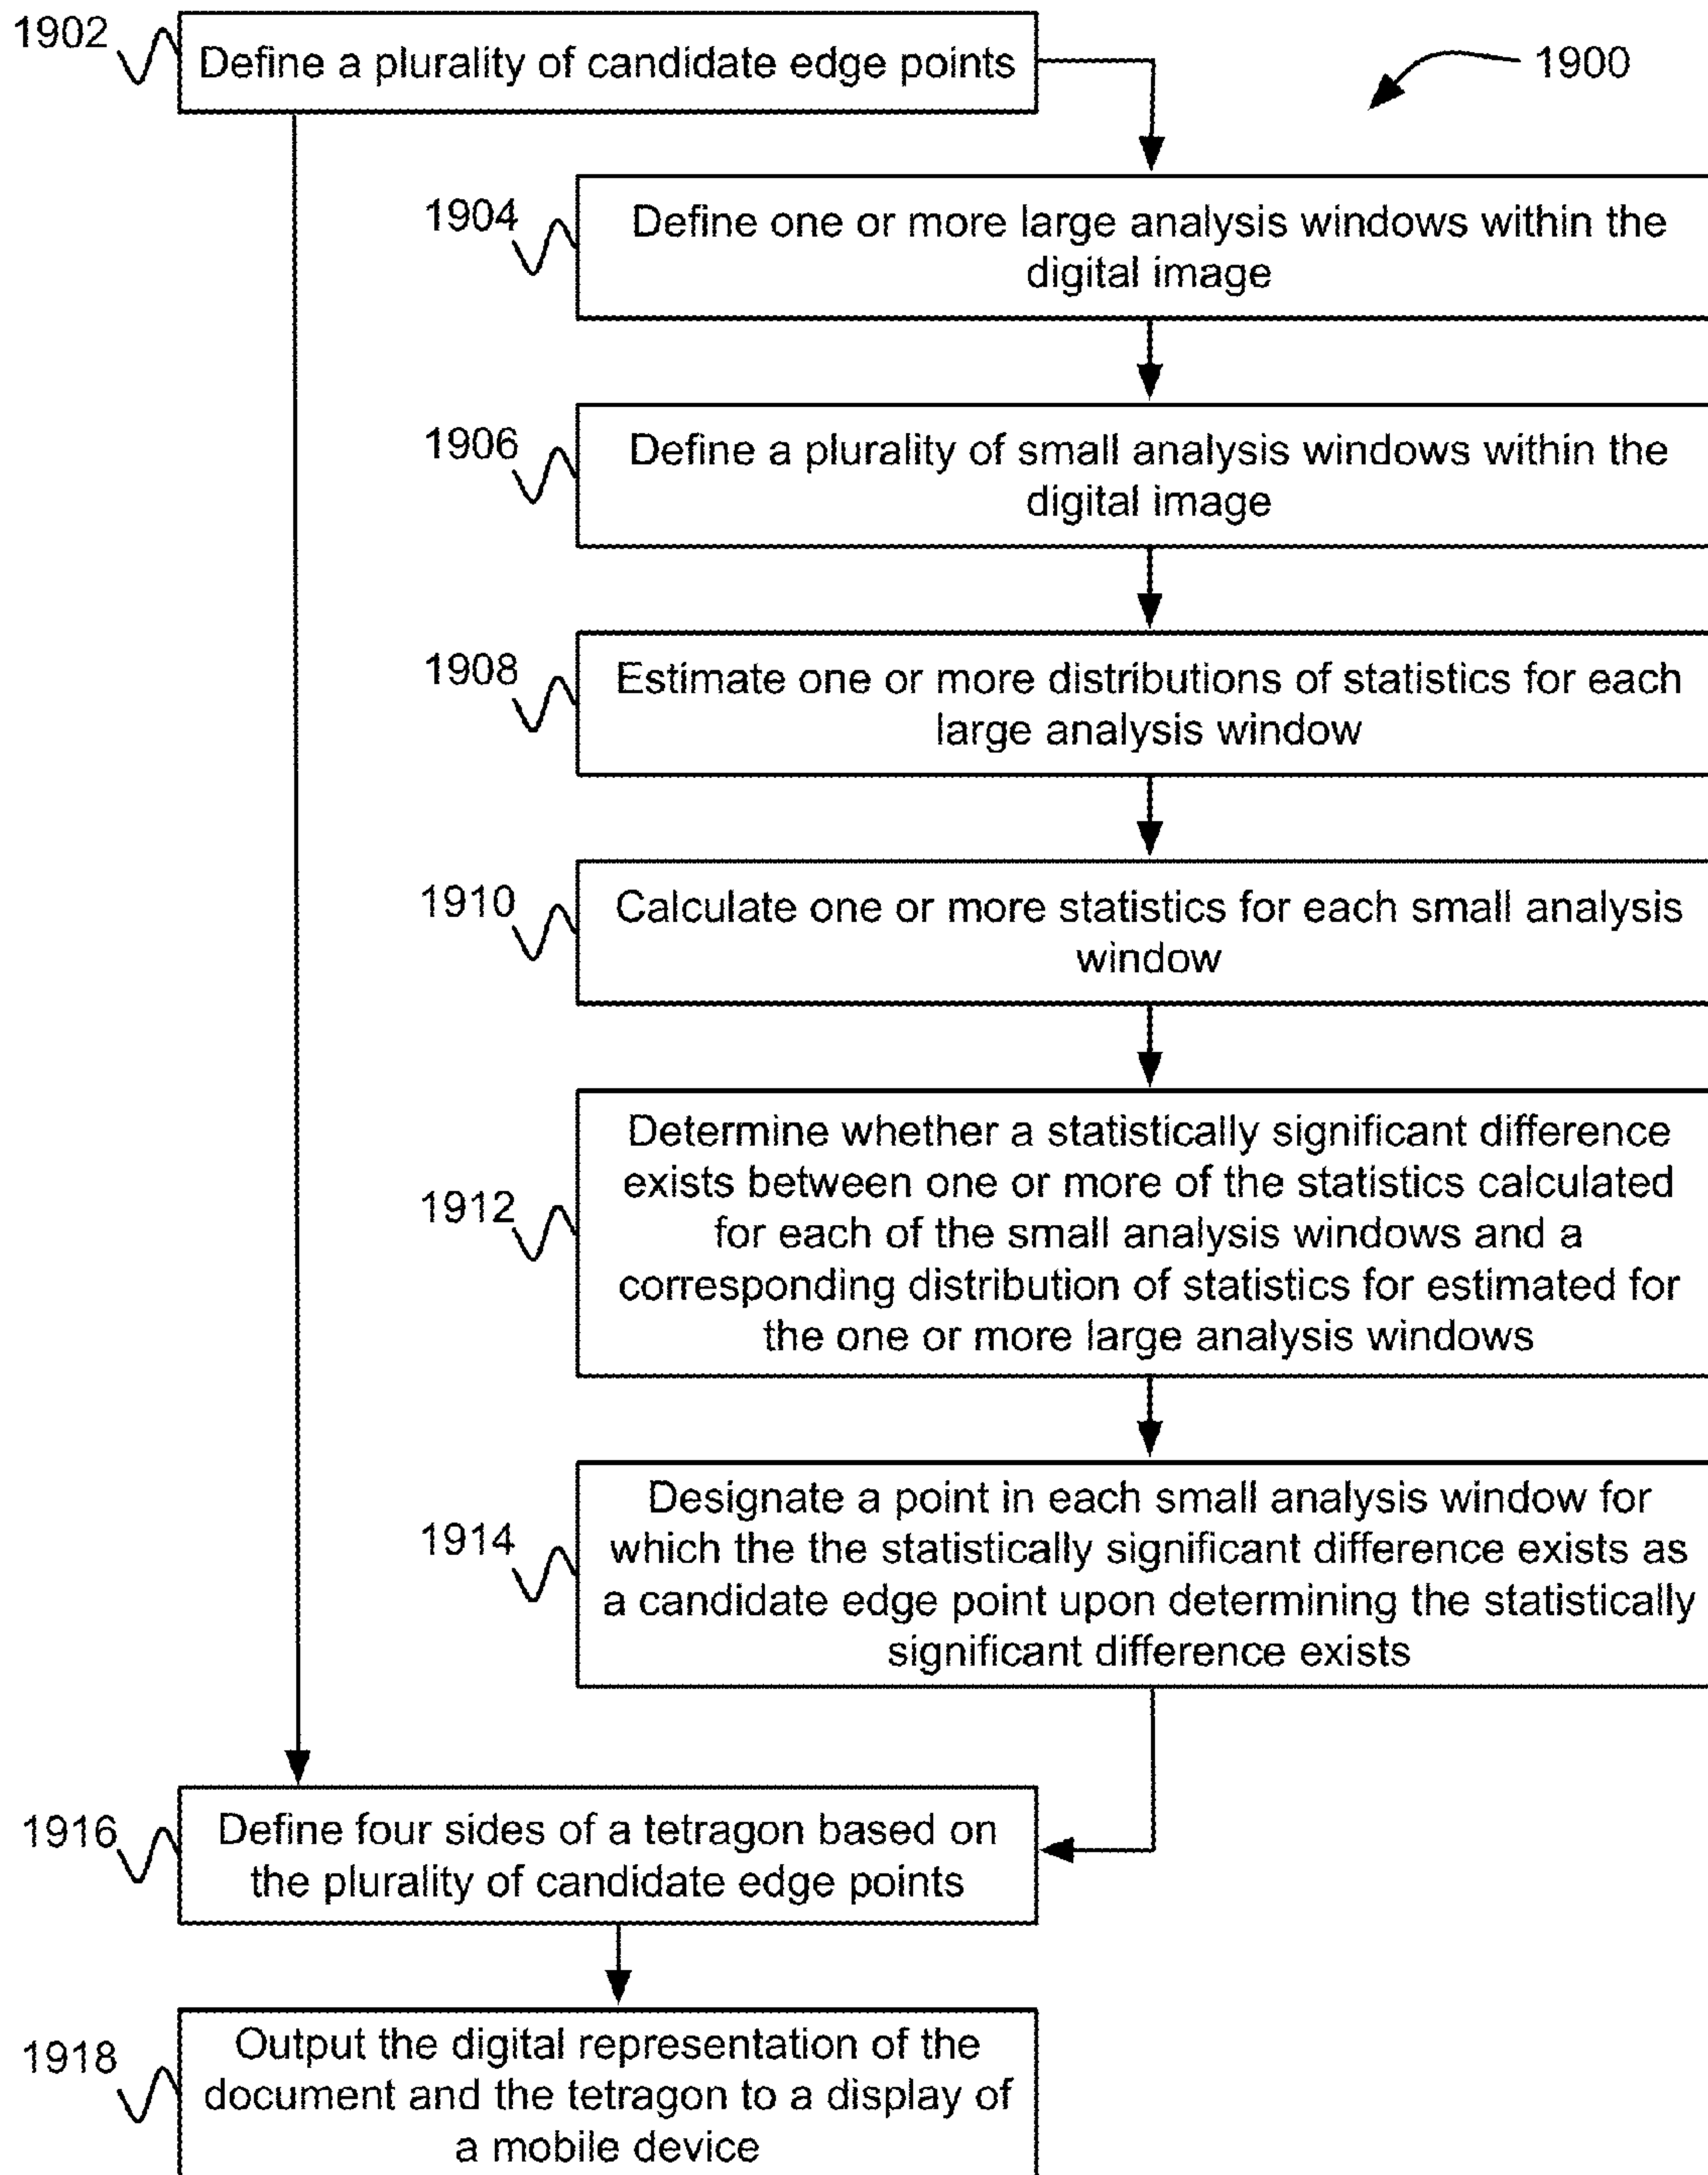 1902
Define a plurality of candidate edge points
1900
1904
Define one or more large analysis windows within the
digital image
1906
Define a plurality of small analysis windows within the
digital image
1908
Estimate one or more distributions of statistics for each
large analysis window
1910
Calculate one or more statistics for each small analysis
window
1912
Determine whether a statistically significant difference
exists between one or more of the statistics calculated
for each of the small analysis windows and a
corresponding distribution of statistics for estimated for
the one or more large analysis windows
1914
Designate a point in each small analysis window for
which the the statistically significant difference exists as
a candidate edge point upon determining the statistically
significant difference exists
1916
Define four sides of a tetragon based on
the plurality of candidate edge points
1918
Output the digital representation of the
document and the tetragon to a display of
a mobile device